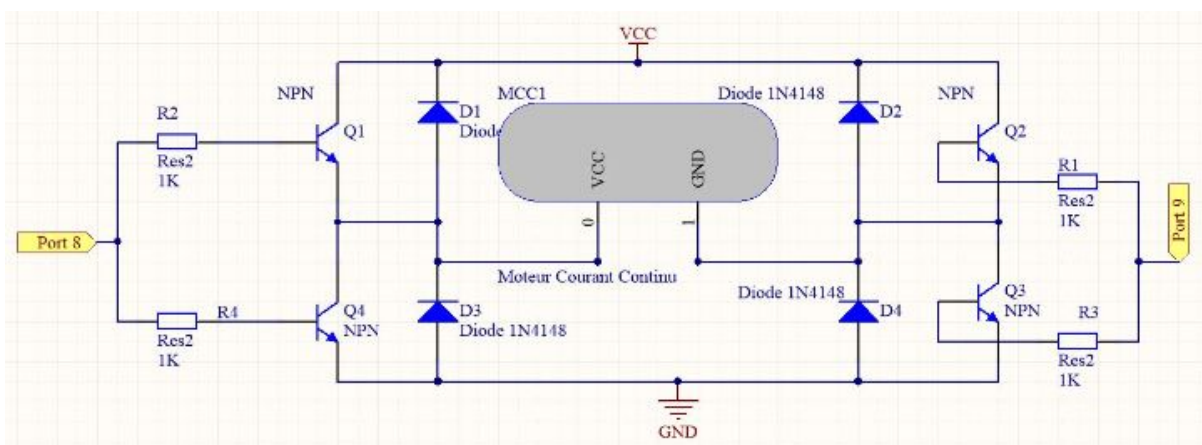 VCC
NPN
MCC1
Diode 1N4148
NPN
R2
Q1
D1
Diode
D2
Q2
Res2
1K
VCC
GND
R1
Res2
1K
Port 8
0
1
Port 9
Moteur Courant Continu
R4
Q4
NPN
D3
Diode 1N4148
Diode 1N4148
D4
Q3
NPN
R3
Res2
1K
Res2
1K
GND